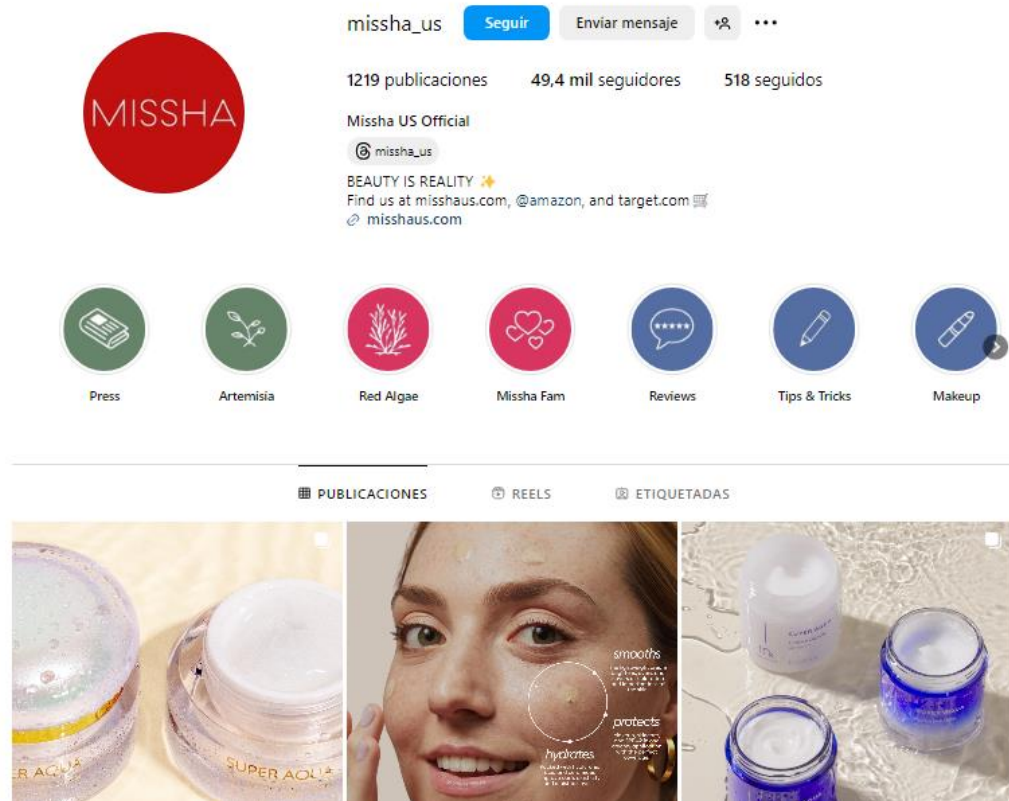 missha_us Seguir Enviar mensaje
MISSHA
1219 publicaciones 49,4 mil seguidores 518 seguidos
Missha US Official
missha_us
BEAUTY IS REALITY ✨
Find us at misshaus.com, @amazon, and target.com 🛒
misshaus.com
Press Artemisia Red Algae Missha Fam Reviews Tips & Tricks Makeup
PUBLICACIONES REELS ETIQUETADAS
smooths
protects
hydrates
SUPER AQUA